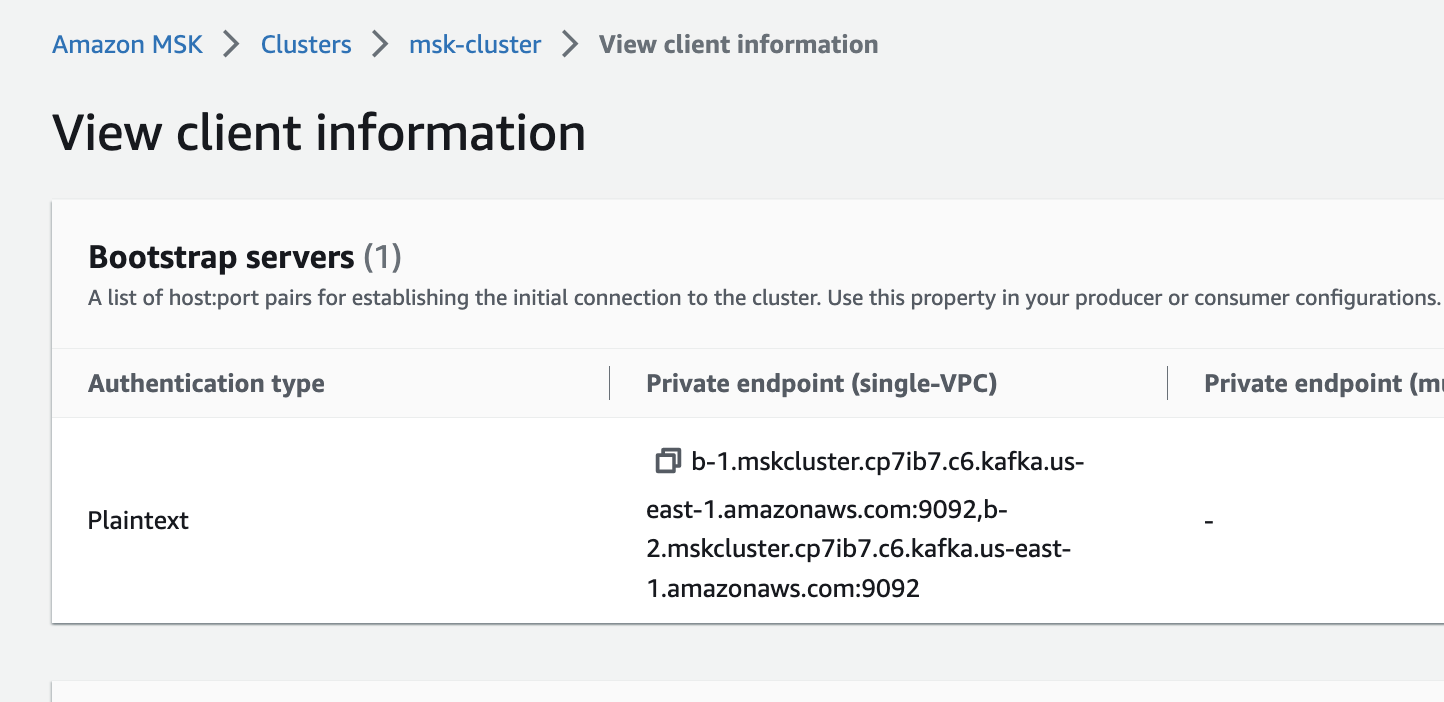 Amazon MSK > Clusters > msk-cluster > View client information
View client information
Bootstrap servers (1)
A list of host:port pairs for establishing the initial connection to the cluster. Use this property in your producer or consumer configurations.
Authentication type
Private endpoint (single-VPC)
Private endpoint (mu
Plaintext
b-1.mskcluster.cp7ib7.c6.kafka.us-
east-1.amazonaws.com:9092,b-
2.mskcluster.cp7ib7.c6.kafka.us-east-
1.amazonaws.com:9092
-